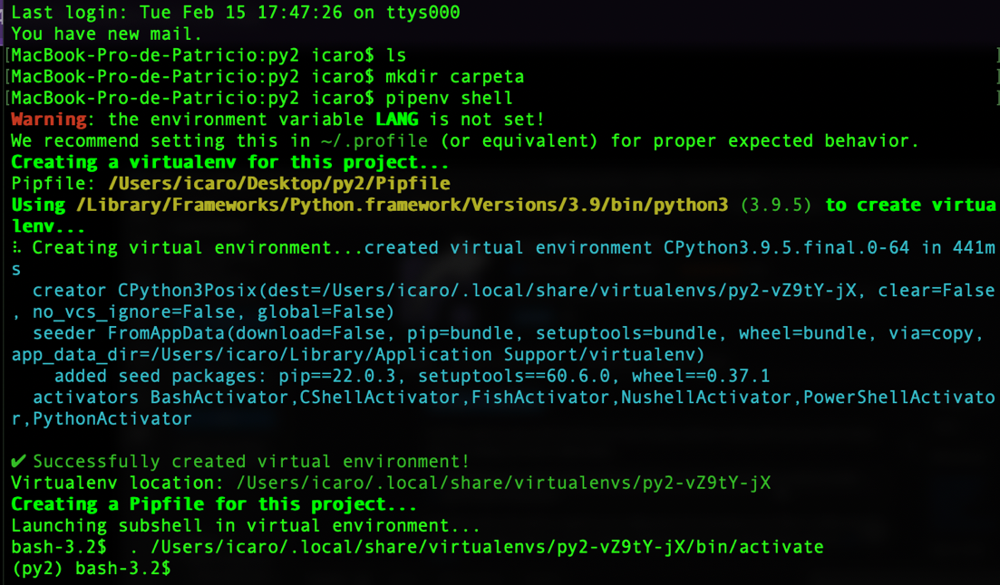 Last login: Tue Feb 15 17:47:26 on ttys000
You have new mail.
[MacBook-Pro-de-Patricio:py2 icaro$ ls ]
[MacBook-Pro-de-Patricio:py2 icaro$ mkdir carpeta ]
[MacBook-Pro-de-Patricio:py2 icaro$ pipenv shell ]
Warning: the environment variable LANG is not set!
We recommend setting this in ~/.profile (or equivalent) for proper expected behavior.
Creating a virtualenv for this project...
Pipfile: /Users/icaro/Desktop/py2/Pipfile
Using /Library/Frameworks/Python.framework/Versions/3.9/bin/python3 (3.9.5) to create virtua
lenv...
⠧ Creating virtual environment...created virtual environment CPython3.9.5.final.0-64 in 441m
s
  creator CPython3Posix(dest=/Users/icaro/.local/share/virtualenvs/py2-vZ9tY-jX, clear=False
, no_vcs_ignore=False, global=False)
  seeder FromAppData(download=False, pip=bundle, setuptools=bundle, wheel=bundle, via=copy, 
app_data_dir=/Users/icaro/Library/Application Support/virtualenv)
    added seed packages: pip==22.0.3, setuptools==60.6.0, wheel==0.37.1
  activators BashActivator,CShellActivator,FishActivator,NushellActivator,PowerShellActivato
r,PythonActivator
✔ Successfully created virtual environment!
Virtualenv location: /Users/icaro/.local/share/virtualenvs/py2-vZ9tY-jX
Creating a Pipfile for this project...
Launching subshell in virtual environment...
bash-3.2$  . /Users/icaro/.local/share/virtualenvs/py2-vZ9tY-jX/bin/activate
(py2) bash-3.2$